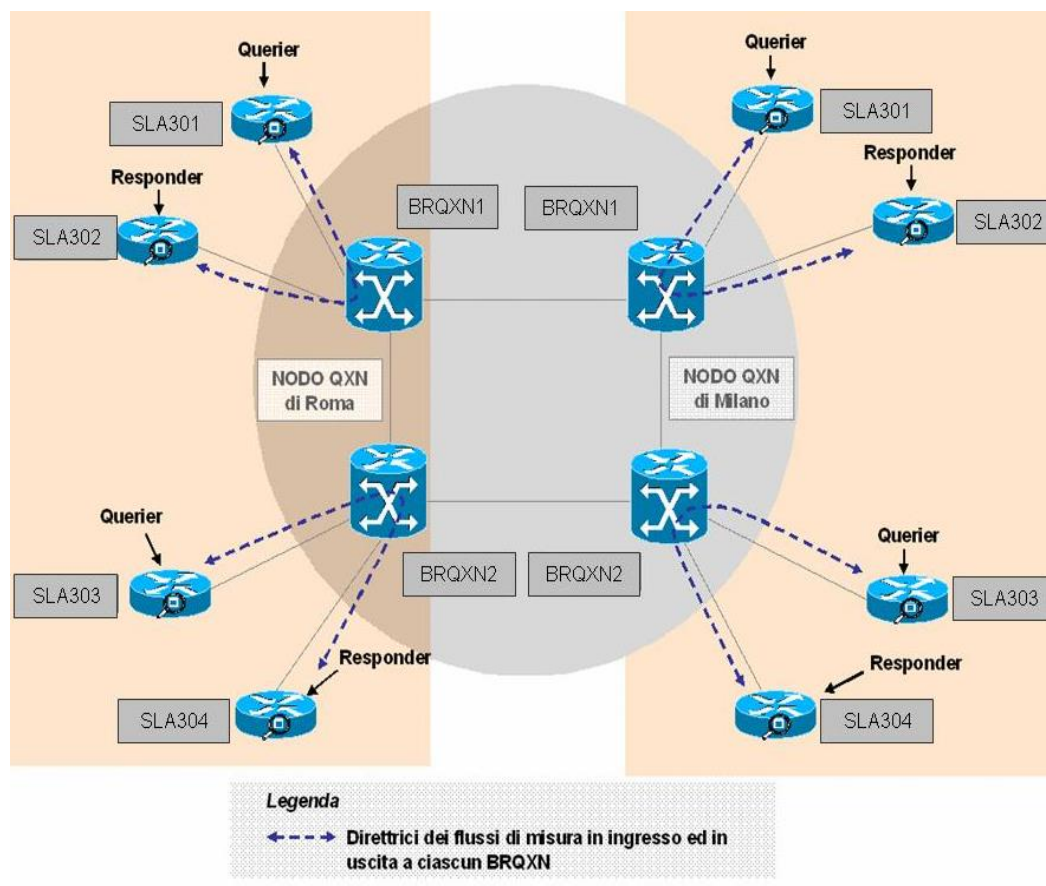 Querier
Querier
SLA301
SLA301
Responder
Responder
SLA302
SLA302
BRQXN1
BRQXN1
NODO QXN
di Roma
NODO QXN
di Milano
Querier
Querier
SLA303
SLA303
BRQXN2
BRQXN2
Responder
Responder
SLA304
SLA304
Legenda
Direttrici dei flussi di misura in ingresso ed in
uscita a ciascun BRQXN